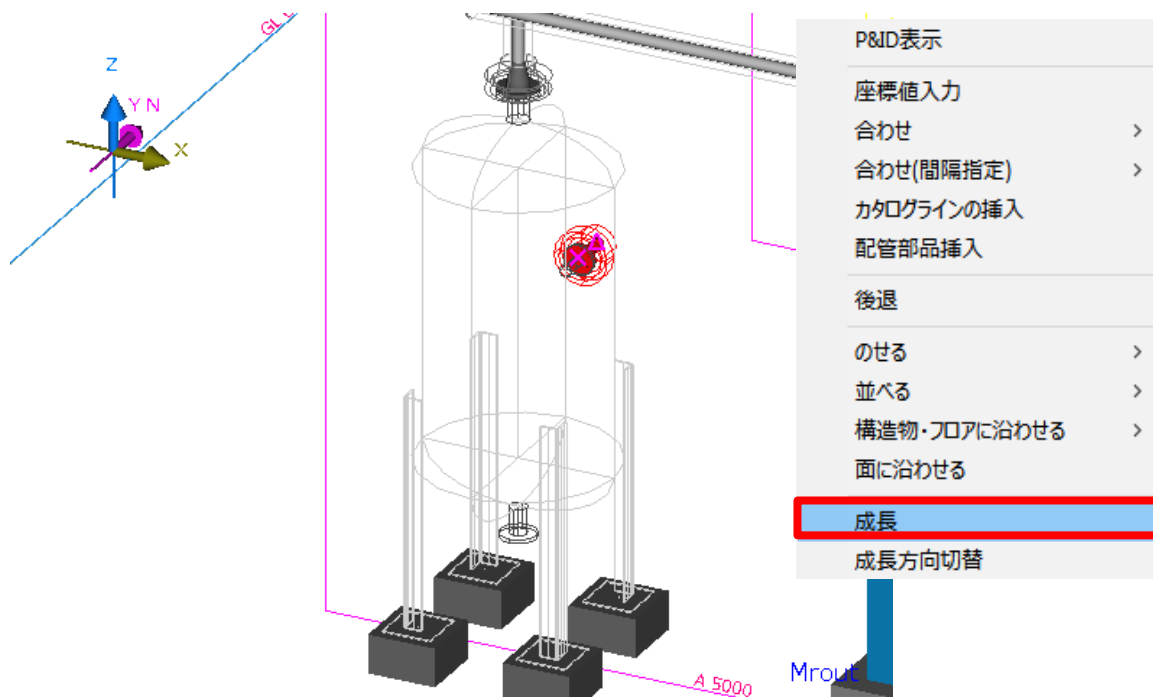 GL
Z
Y N
X
P&ID表示
座標値入力
合わせ
合わせ(間隔指定)
カタログラインの挿入
配管部品挿入
後退
のせる
並べる
構造物・フロアに沿わせる
面に沿わせる
成長
成長方向切替
Mrout
A 5000